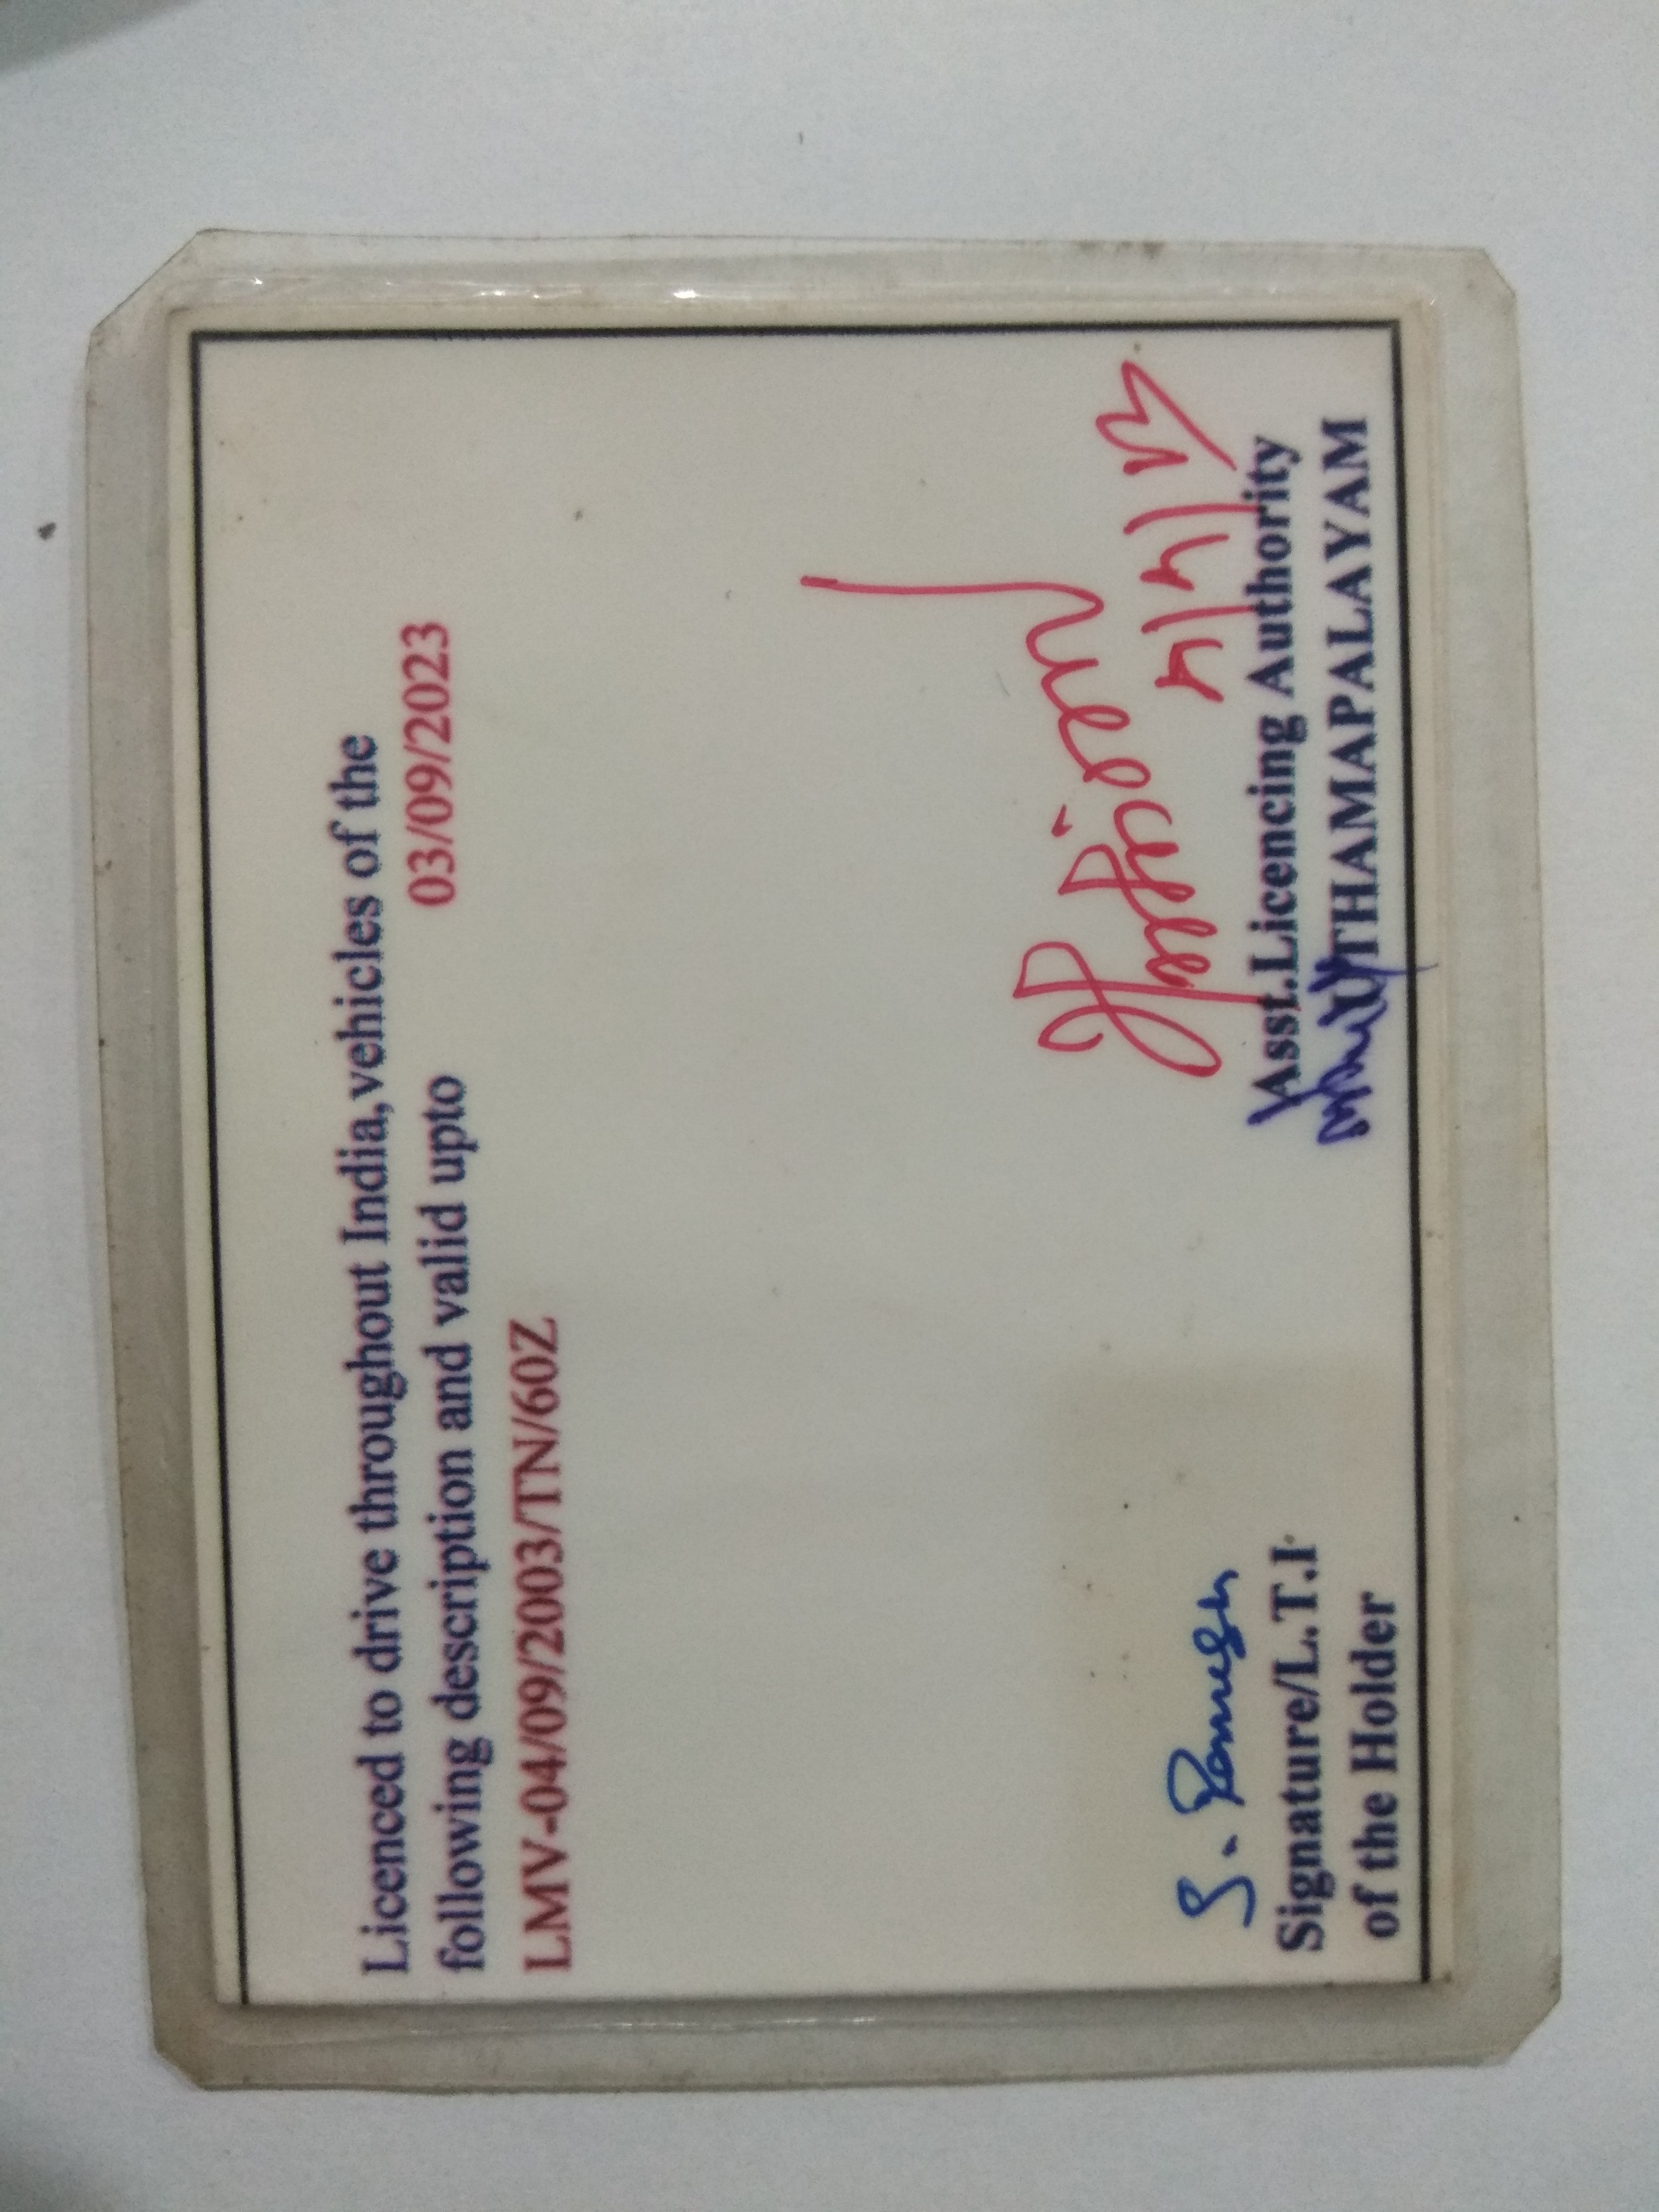 Licenced to drive throughout India,vehicles of the
following description and valid upto 03/09/2023
LMV-04/09/2003/TN/60Z
S. Ramesh
Signature/L.T.I
of the Holder
Asst.Licencing Authority
UTHAMAPALAYAM